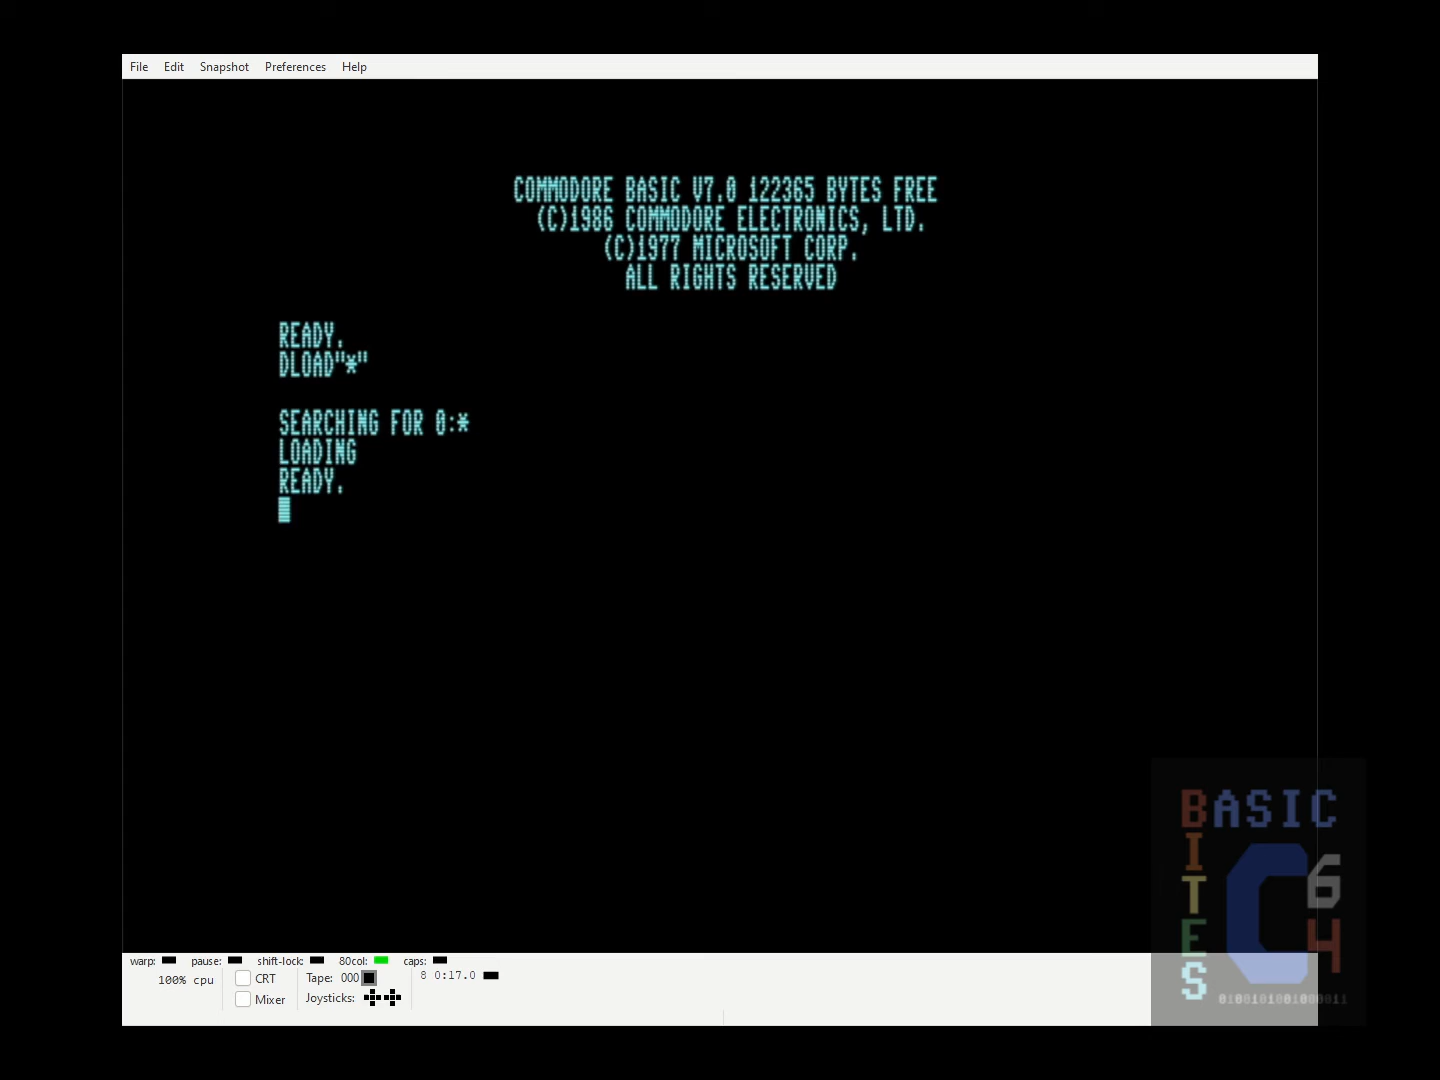 File Edit Snapshot Preferences Help
COMMODORE BASIC V7.0 122365 BYTES FREE
(C)1986 COMMODORE ELECTRONICS, LTD.
(C)1977 MICROSOFT CORP.
ALL RIGHTS RESERVED
READY.
DLOAD"*"
SEARCHING FOR 0:*
LOADING
READY.
BASIC
BITES
C64
warp: pause: shift-lock: 80col: caps:
100% cpu CRT Tape: 000 8 0:17.0
Mixer Joysticks: